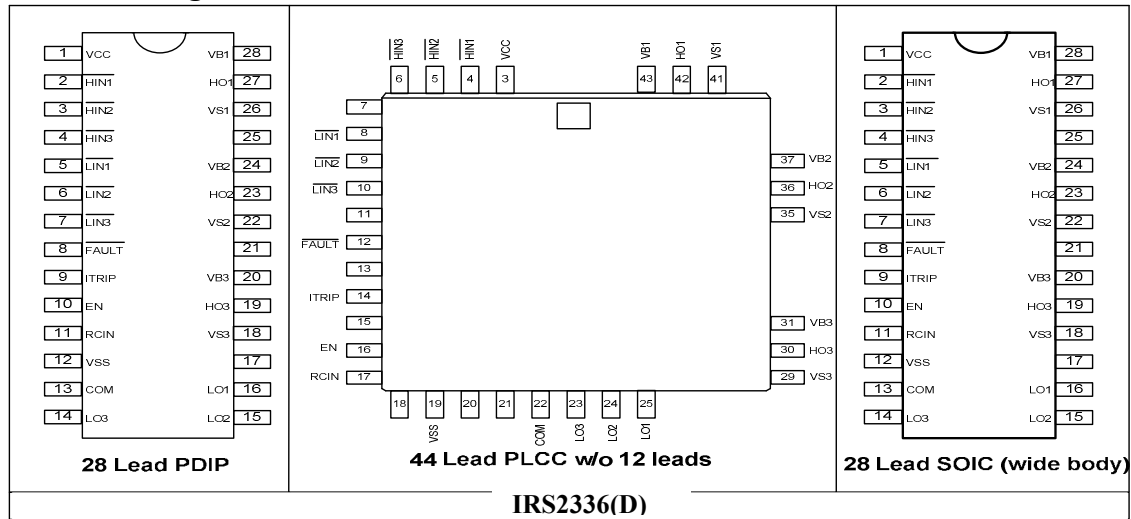 1 VCC VB1 28
2 HIN1 HO1 27
3 HIN2 VS1 26
4 HIN3 25
5 LIN1 VB2 24
6 LIN2 HO2 23
7 LIN3 VS2 22
8 FAULT 21
9 ITRIP VB3 20
10 EN HO3 19
11 RCIN VS3 18
12 VSS 17
13 COM LO1 16
14 LO3 LO2 15
28 Lead PDIP
HIN3 HIN2 HIN1 VCC VB1 HO1 VS1
6 5 4 3 43 42 41
7
LIN1 8
LIN2 9 37 VB2
LIN3 10 36 HO2
11 35 VS2
FAULT 12
13
ITRIP 14
15 31 VB3
EN 16 30 HO3
RCIN 17 29 VS3
18 19 20 21 22 23 24 25
VSS COM LO3 LO2 LO1
44 Lead PLCC w/o 12 leads
1 VCC VB1 28
2 HIN1 HO1 27
3 HIN2 VS1 26
4 HIN3 25
5 LIN1 VB2 24
6 LIN2 HO2 23
7 LIN3 VS2 22
8 FAULT 21
9 ITRIP VB3 20
10 EN HO3 19
11 RCIN VS3 18
12 VSS 17
13 COM LO1 16
14 LO3 LO2 15
28 Lead SOIC (wide body)
IRS2336(D)